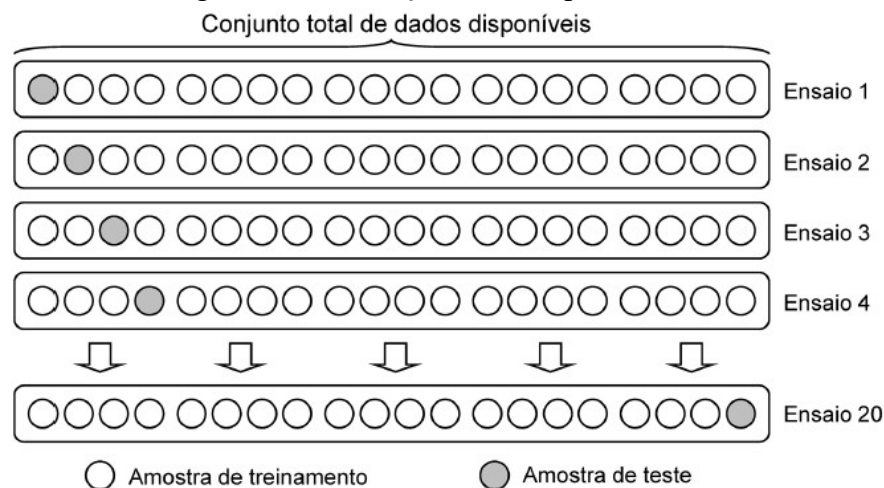 Conjunto total de dados disponíveis
Ensaio 1
Ensaio 2
Ensaio 3
Ensaio 4
Ensaio 20
Amostra de treinamento
Amostra de teste